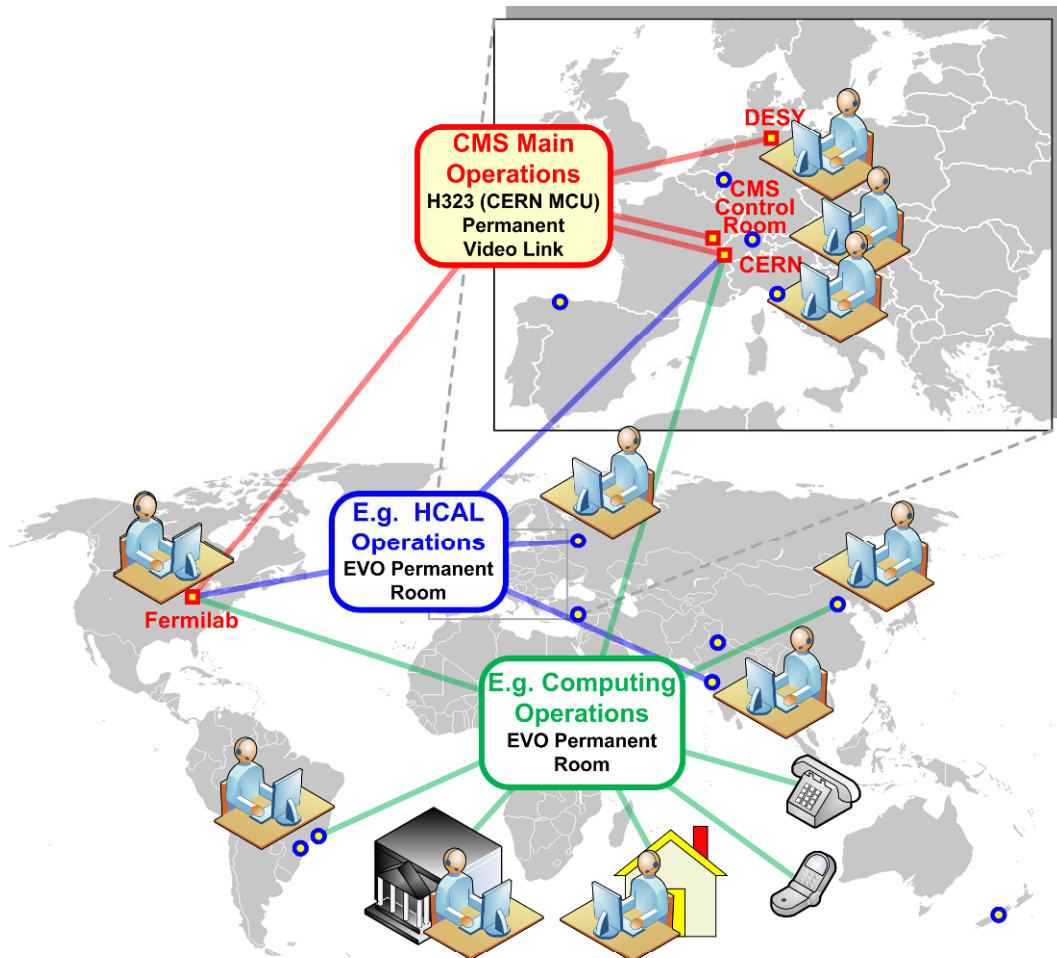 DESY
CMS Main
Operations
H323 (CERN MCU)
Permanent
Video Link
CMS
Control
Room
CERN
E.g. HCAL
Operations
EVO Permanent
Room
Fermilab
E.g. Computing
Operations
EVO Permanent
Room